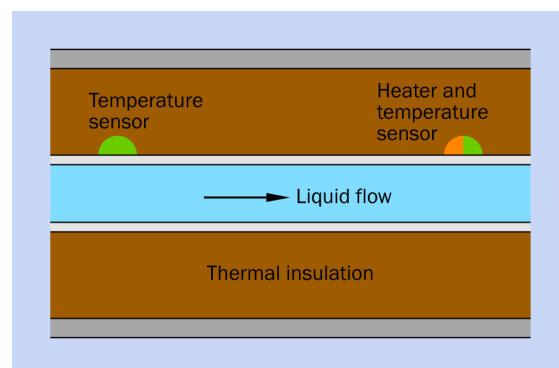 Temperature
sensor
Heater and
temperature
sensor
Liquid flow
Thermal insulation